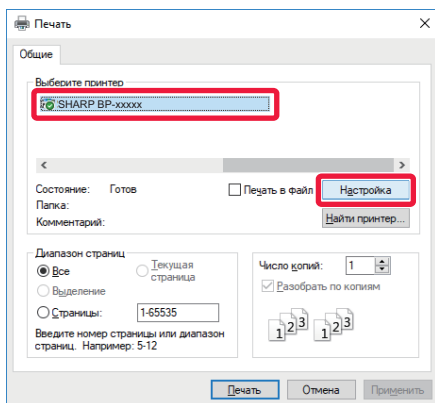 Печать
Общие
Выберите принтер
SHARP BP-xxxxx
Состояние: Готов
Печать в файл
Настройка
Папка:
Комментарий:
Найти принтер...
Диапазон страниц
Все
Текущая
страница
Выделение
Страницы: 1-65535
Введите номер страницы или диапазон
страниц. Например: 5-12
Число копий: 1
Разобрать по копиям
1 2 3 1 2 3
Печать Отмена Применить